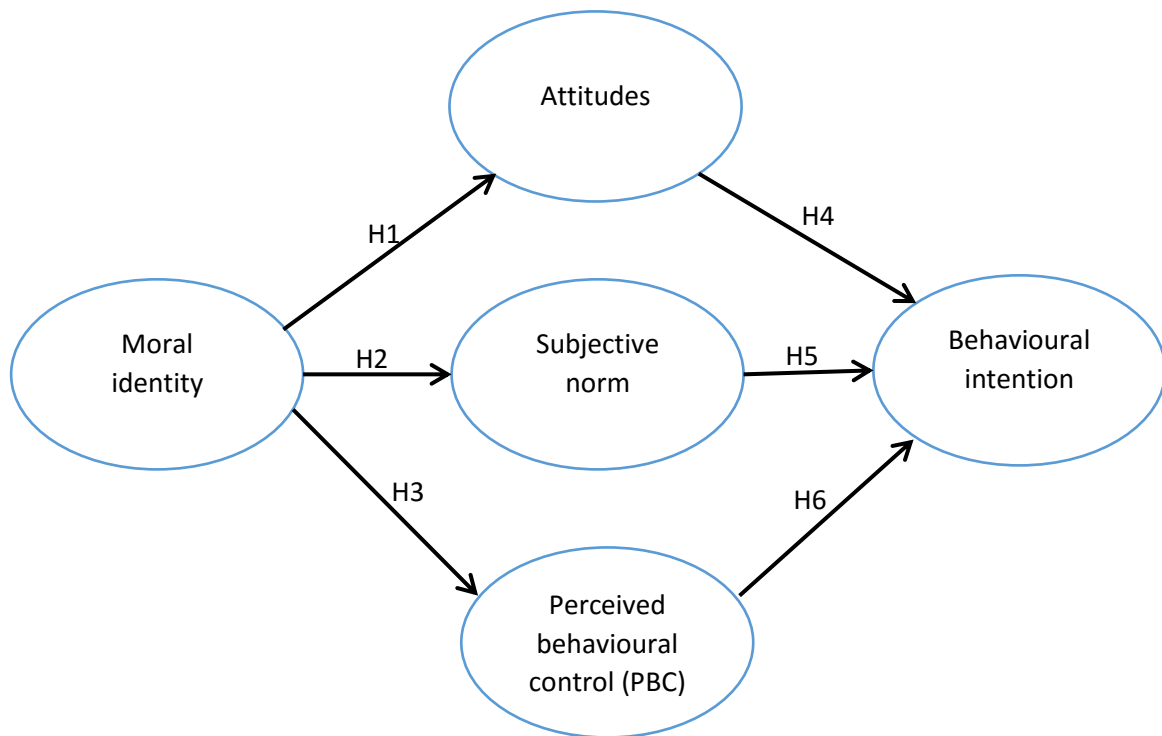 Attitudes
H1
H4
Moral
identity
H2
Subjective
norm
H5
Behavioural
intention
H3
H6
Perceived
behavioural
control (PBC)